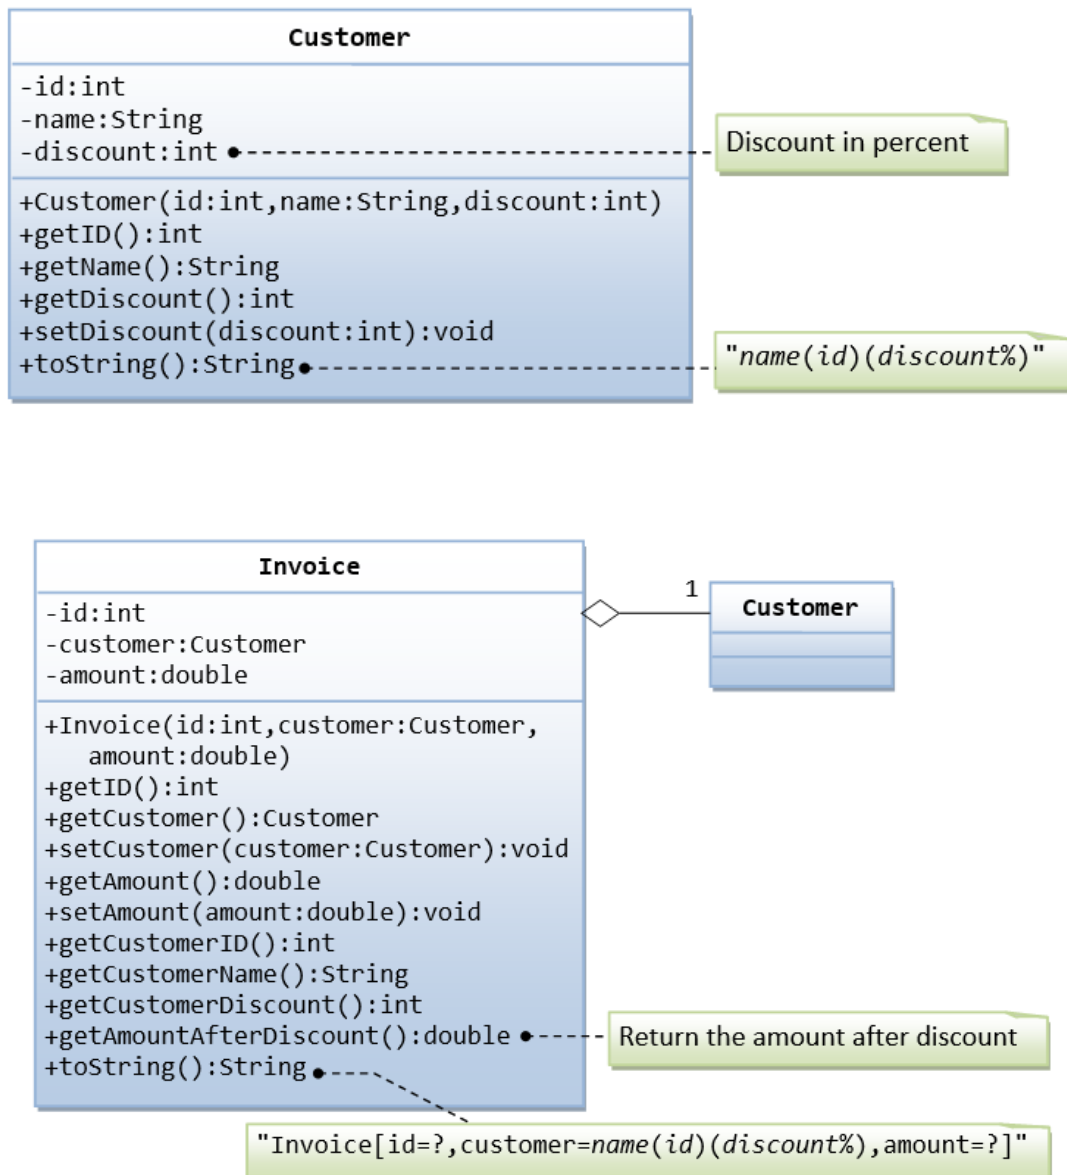 Customer
-id:int
-name:String
-discount:int
Discount in percent
+Customer(id:int,name:String,discount:int)
+getID():int
+getName():String
+getDiscount():int
+setDiscount(discount:int):void
+toString():String
"name(id)(discount%)"
Invoice
-id:int
-customer:Customer
-amount:double
1
Customer
+Invoice(id:int,customer:Customer,
amount:double)
+getID():int
+getCustomer():Customer
+setCustomer(customer:Customer):void
+getAmount():double
+setAmount(amount:double):void
+getCustomerID():int
+getCustomerName():String
+getCustomerDiscount():int
+getAmountAfterDiscount():double
Return the amount after discount
+toString():String
"Invoice[id=?,customer=name(id)(discount%),amount=?]"